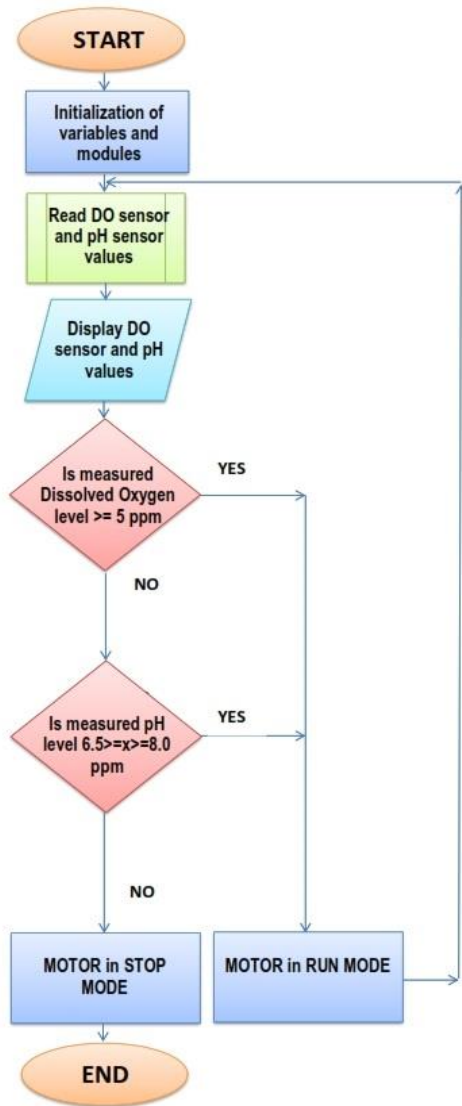 START
Initialization of
variables and
modules
Read DO sensor
and pH sensor
values
Display DO
sensor and pH
values
Is measured
Dissolved Oxygen
level >= 5 ppm
YES
NO
Is measured pH
level 6.5>=x>=8.0
ppm
YES
NO
MOTOR in STOP
MODE
MOTOR in RUN MODE
END